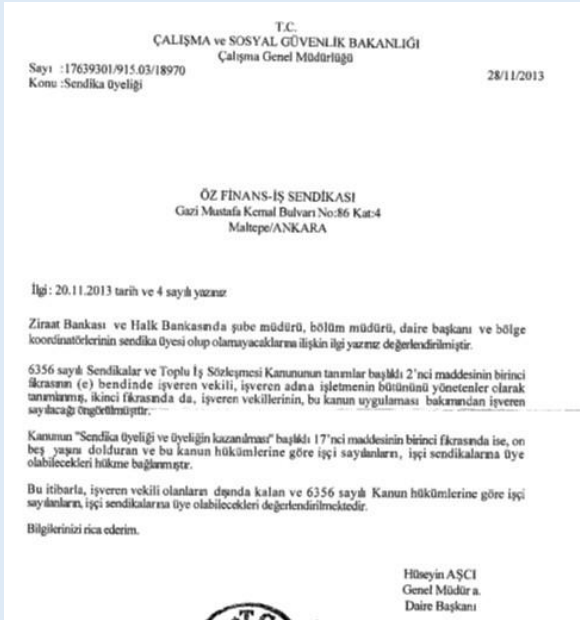 T.C.
ÇALIŞMA ve SOSYAL GÜVENLİK BAKANLIĞI
Çalışma Genel Müdürlüğü
Sayı :17639301/915.03/18970
28/11/2013
Konu :Sendika üyeliği
ÖZ FİNANS-İŞ SENDİKASI
Gazi Mustafa Kemal Bulvarı No:86 Kat:4
Maltepe/ANKARA
İlgi : 20.11.2013 tarih ve 4 sayılı yazınız
Ziraat Bankası ve Halk Bankasında şube müdürü, bölüm müdürü, daire başkanı ve bölge
koordinatörlerinin sendika üyesi olup olamayacaklarına ilişkin ilgi yazınız değerlendirilmiştir.
6356 sayılı Sendikalar ve Toplu İş Sözleşmesi Kanununun tanımlar başlıklı 2'nci maddesinin birinci
fıkrasının (e) bendinde işveren vekili, işveren adına işletmenin bütününü yönetenler olarak
tanımlanmış, ikinci fıkrasında da, işveren vekillerinin, bu kanun uygulaması bakımından işveren
sayılacağı öngörülmüştür.
Kanunun "Sendika üyeliği ve üyeliğin kazanılması" başlıklı 17'nci maddesinin birinci fıkrasında ise, on
beş yaşını dolduran ve bu kanun hükümlerine göre işçi sayılanların, işçi sendikalarına üye
olabilecekleri hükme bağlanmıştır.
Bu itibarla, işveren vekili olanların dışında kalan ve 6356 sayılı Kanun hükümlerine göre işçi
sayılanların, işçi sendikalarına üye olabilecekleri değerlendirilmektedir.
Bilgilerinizi rica ederim.
Hüseyin AŞCI
Genel Müdür a.
Daire Başkanı
T.C.